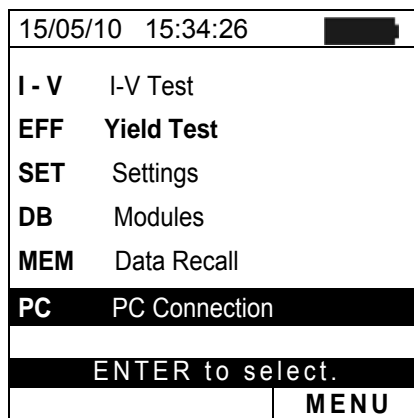 15/05/10 15:34:26
I - V I-V Test
EFF Yield Test
SET Settings
DB Modules
MEM Data Recall
PC PC Connection
ENTER to select.
MENU